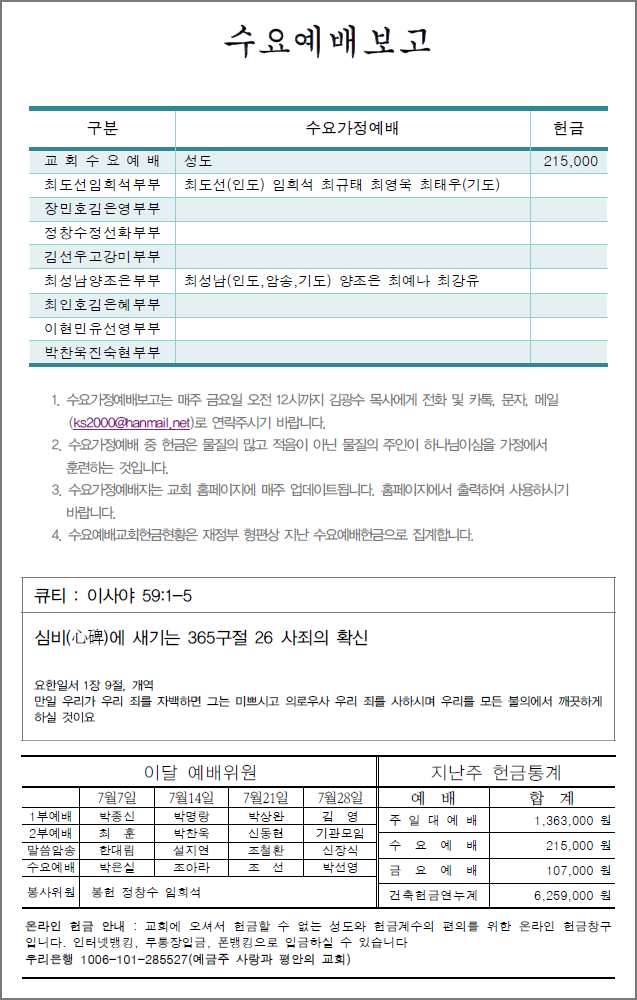 수요예배보고
구분 수요가정예배 헌금
교 회 수 요 예 배 성도 215,000
최도선임희석부부 최도선(인도) 임희석 최규태 최영욱 최태우(기도)
장민호김은영부부
정창수정선화부부
김선우고강미부부
최성남양조은부부 최성남(인도,암송,기도) 양조은 최예나 최강유
최인호김은혜부부
이현민유선영부부
박찬욱진숙현부부
1. 수요가정예배보고는 매주 금요일 오전 12시까지 김광수 목사에게 전화 및 카톡, 문자, 메일
(ks2000@hanmail.net)로 연락주시기 바랍니다.
2. 수요가정예배 중 헌금은 물질의 많고 적음이 아닌 물질의 주인이 하나님이심을 가정에서
훈련하는 것입니다.
3. 수요가정예배지는 교회 홈페이지에 매주 업데이트됩니다. 홈페이지에서 출력하여 사용하시기
바랍니다.
4. 수요예배교회헌금현황은 재정부 형편상 지난 수요예배헌금으로 집계합니다.
큐티 : 이사야 59:1-5
심비(心碑)에 새기는 365구절 26 사죄의 확신
요한일서 1장 9절, 개역
만일 우리가 우리 죄를 자백하면 그는 미쁘시고 의로우사 우리 죄를 사하시며 우리를 모든 불의에서 깨끗하게
하실 것이요
이달 예배위원
7월7일 7월14일 7월21일 7월28일
1부예배 박종신 박명랑 박상완 김 영
2부예배 최 훈 박찬욱 신동현 기관모임
말씀암송 한대림 설지연 조철환 신장식
수요예배 박은실 조아라 조 선 박선영
봉사위원 봉헌 정창수 임희석
지난주 헌금통계
예 배 합 계
주 일 대 예 배 1,363,000 원
수 요 예 배 215,000 원
금 요 예 배 107,000 원
건축헌금연누계 6,259,000 원
온라인 헌금 안내 : 교회에 오셔서 헌금할 수 없는 성도와 헌금계수의 편의를 위한 온라인 헌금창구
입니다. 인터넷뱅킹, 무통장입금, 폰뱅킹으로 입금하실 수 있습니다
우리은행 1006-101-285527(예금주 사랑과 평안의 교회)